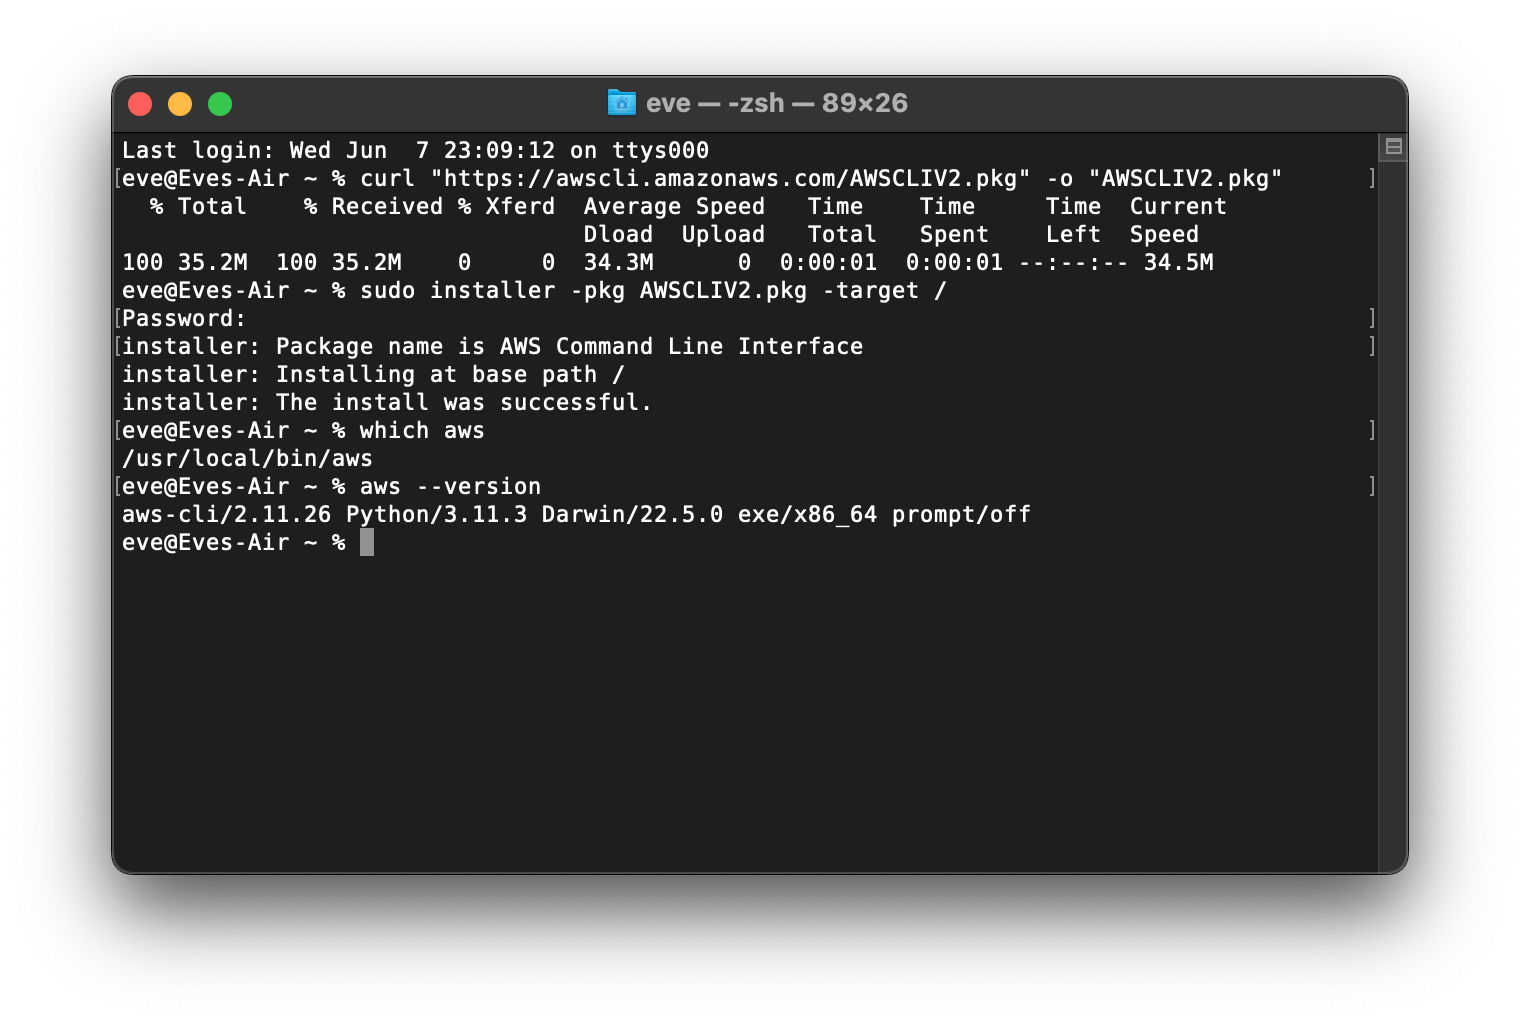 eve — -zsh — 89×26
Last login: Wed Jun  7 23:09:12 on ttys000
[eve@Eves-Air ~ % curl "https://awscli.amazonaws.com/AWSCLIV2.pkg" -o "AWSCLIV2.pkg"      ]
  % Total    % Received % Xferd  Average Speed   Time    Time     Time  Current
                                 Dload  Upload   Total   Spent    Left  Speed
100 35.2M  100 35.2M    0     0  34.3M      0  0:00:01  0:00:01 --:--:-- 34.5M
eve@Eves-Air ~ % sudo installer -pkg AWSCLIV2.pkg -target /
[Password:                                                                                ]
[installer: Package name is AWS Command Line Interface                                    ]
installer: Installing at base path /
installer: The install was successful.
[eve@Eves-Air ~ % which aws                                                               ]
/usr/local/bin/aws
[eve@Eves-Air ~ % aws --version                                                           ]
aws-cli/2.11.26 Python/3.11.3 Darwin/22.5.0 exe/x86_64 prompt/off
eve@Eves-Air ~ %